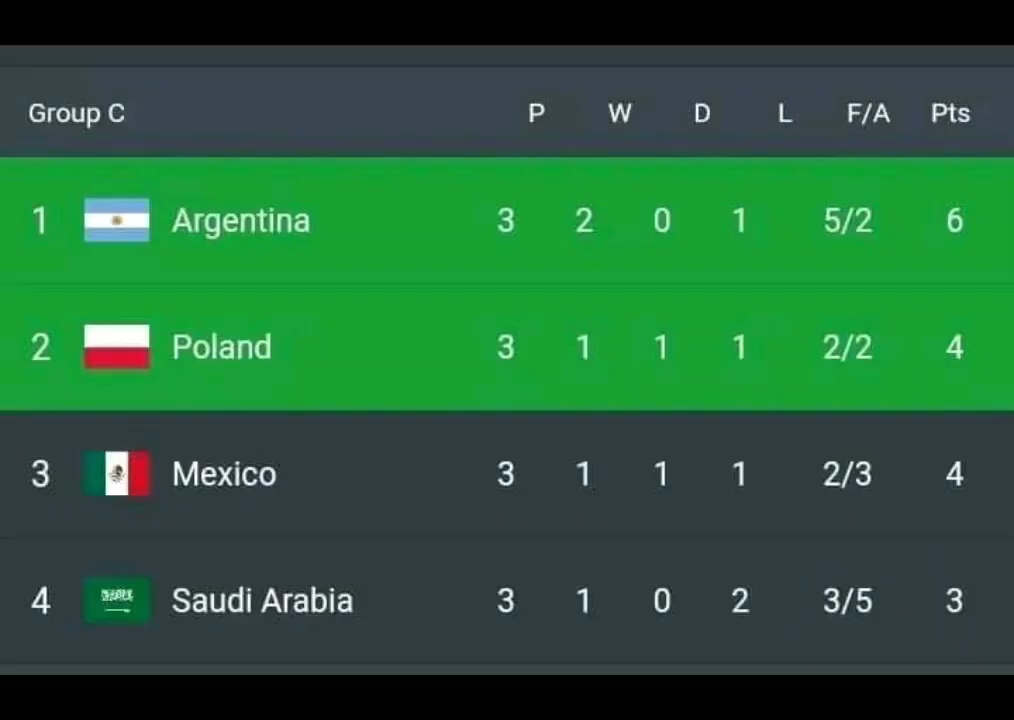 Group C P W D L F/A Pts
1 Argentina 3 2 0 1 5/2 6
2 Poland 3 1 1 1 2/2 4
3 Mexico 3 1 1 1 2/3 4
4 Saudi Arabia 3 1 0 2 3/5 3